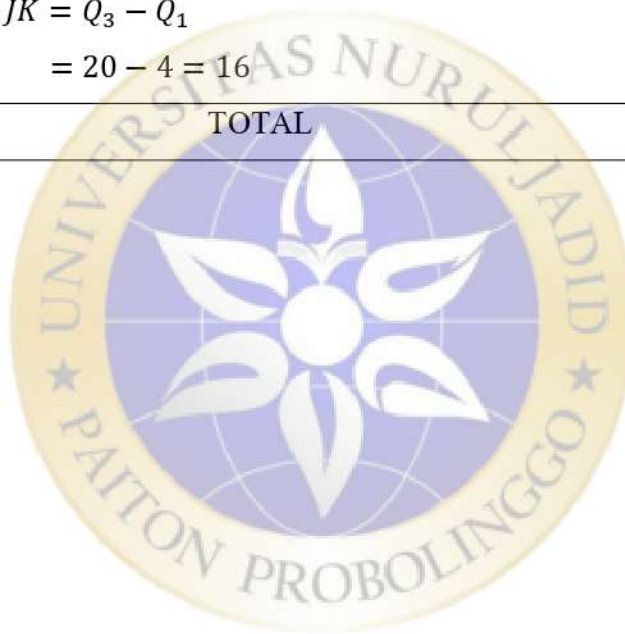 JK = Q₃ − Q₁
= 20 − 4 = 16
TOTAL
UNIVERSITAS NURUL JADID
★ PAITON PROBOLINGGO ★